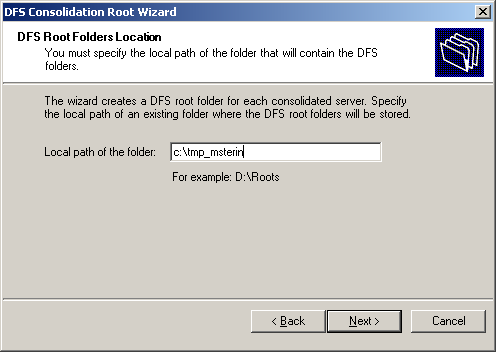 DFS Consolidation Root Wizard
DFS Root Folders Location
You must specify the local path of the folder that will contain the DFS
folders.
The wizard creates a DFS root folder for each consolidated server. Specify
the local path of an existing folder where the DFS root folders will be stored.
Local path of the folder: c:\tmp_msterin
For example: D:\Roots
< Back Next > Cancel